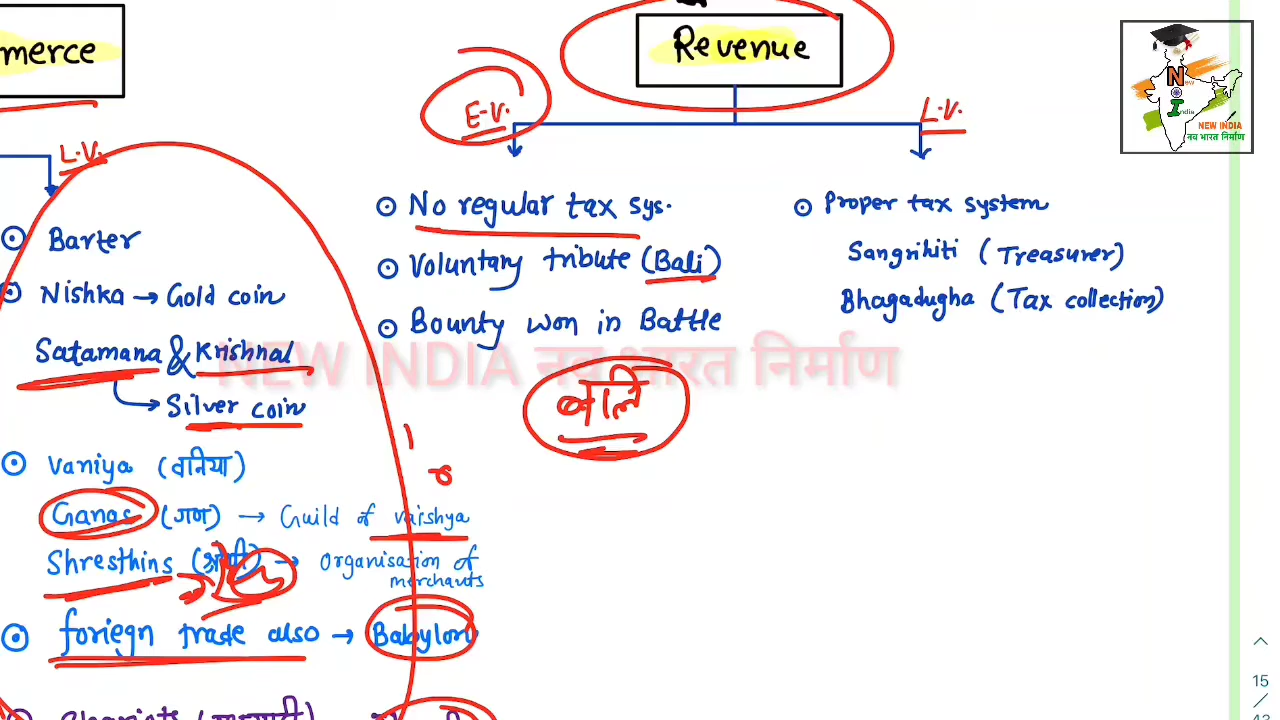 merce
L.V.
Barter
Nishka → Gold coin
Satamana & Krishnal
→ Silver coin
Vaniya (वनिया)
Ganas (गण) → Guild of vaishya
Shresthins → organisation of
merchants
foriegn trade also → Babylon
Revenue
E.V.
No regular tax sys.
Voluntary tribute (Bali)
Bounty won in Battle
बलि
L.V.
Proper tax system
Sangrihiti (Treasurer)
Bhagadugha (Tax collection)
NEW INDIA नव भारत निर्माण
N
India
NEW INDIA
नव भारत निर्माण
15
/